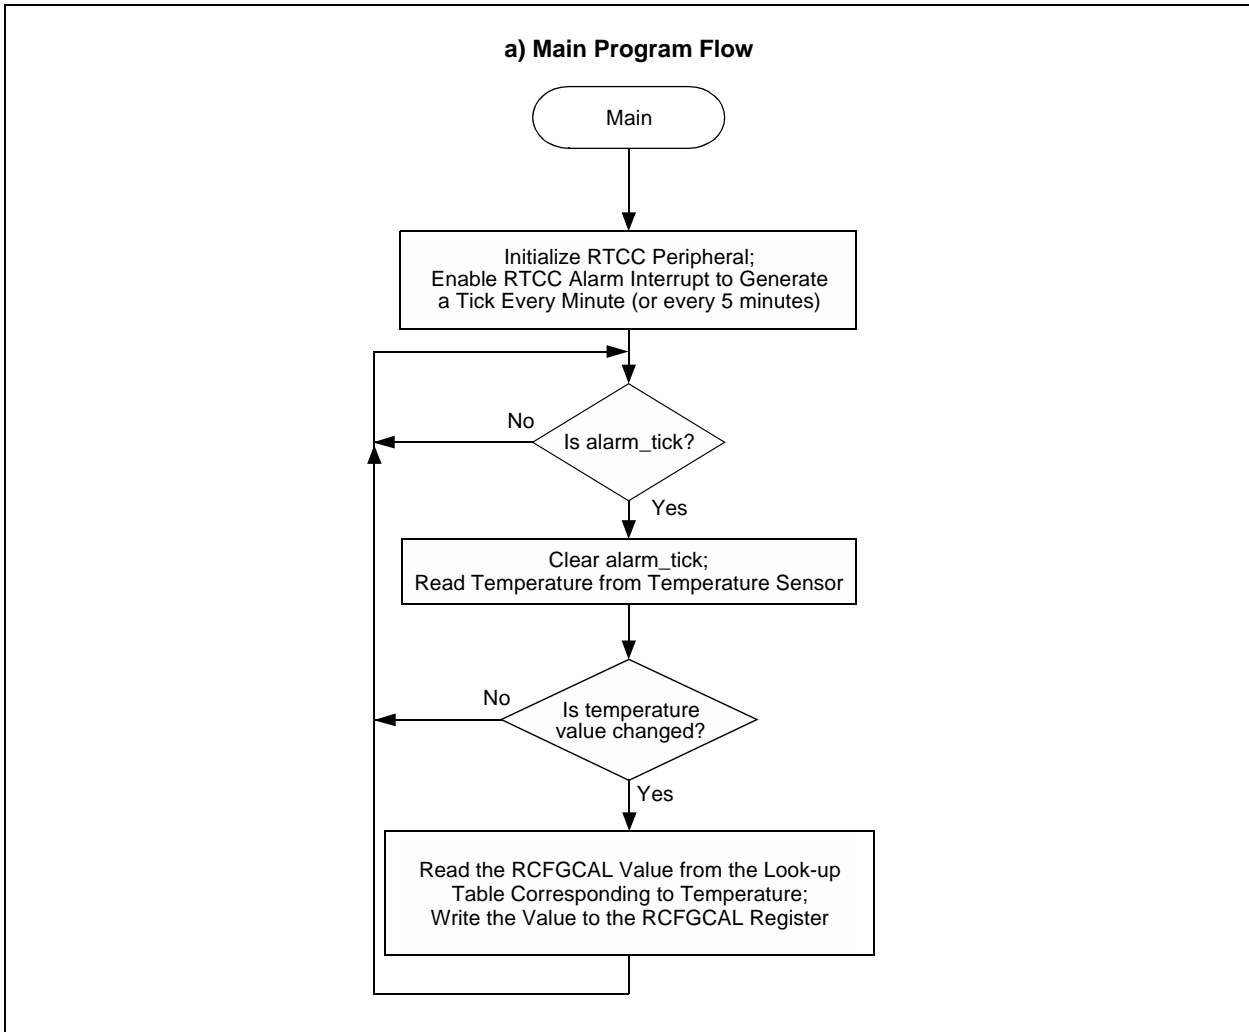 a) Main Program Flow
Main
Initialize RTCC Peripheral;
Enable RTCC Alarm Interrupt to Generate
a Tick Every Minute (or every 5 minutes)
No
Is alarm_tick?
Yes
Clear alarm_tick;
Read Temperature from Temperature Sensor
No
Is temperature
value changed?
Yes
Read the RCFGCAL Value from the Look-up
Table Corresponding to Temperature;
Write the Value to the RCFGCAL Register